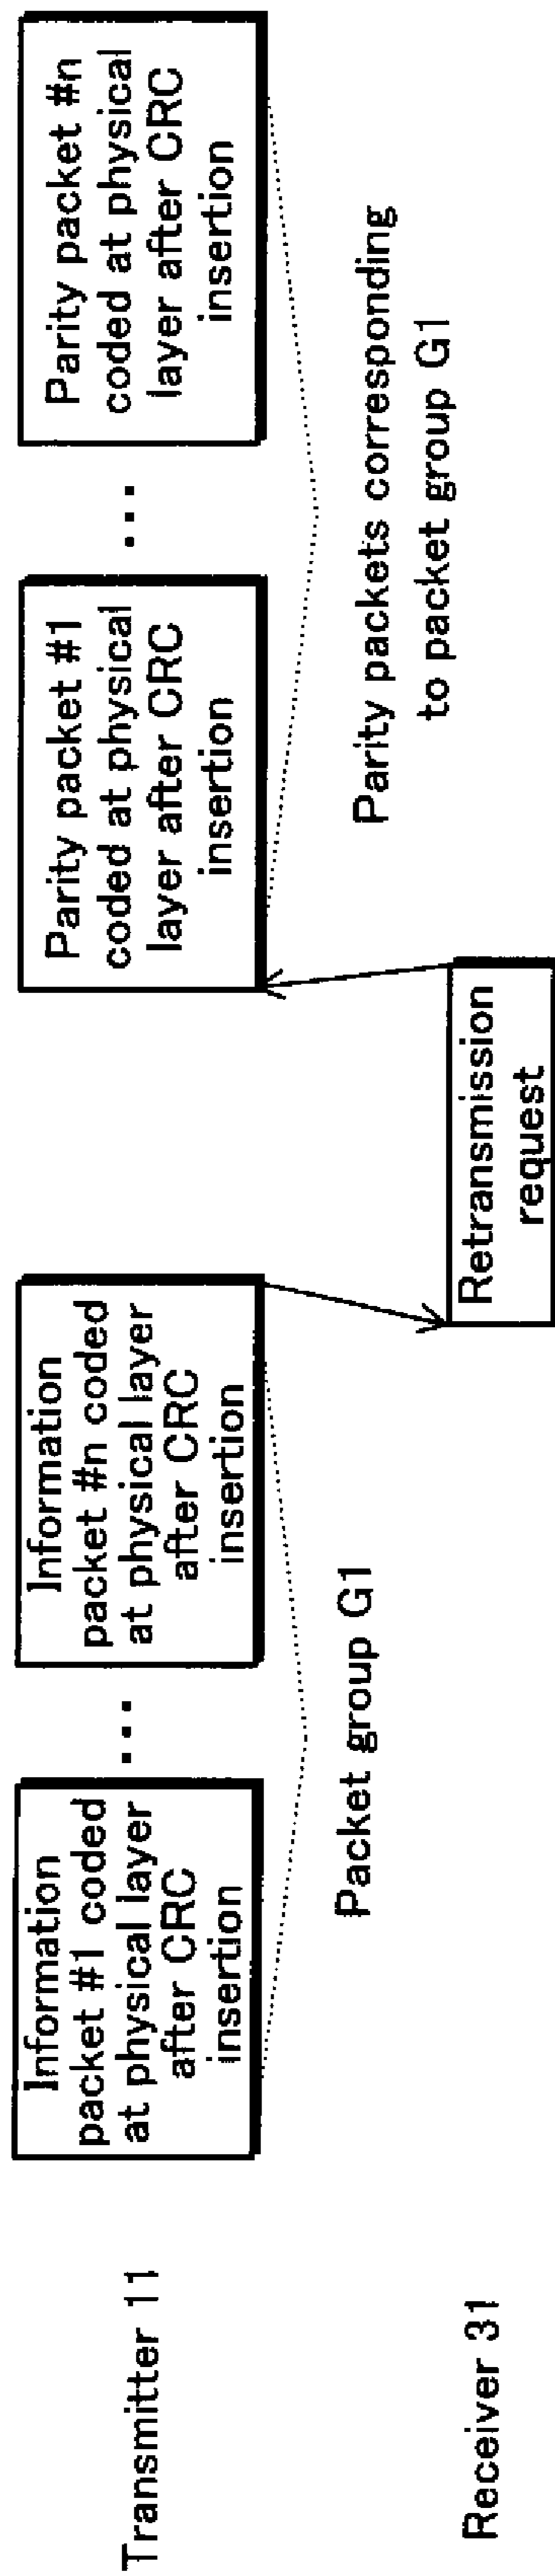 Transmitter 11
Information
packet #1 coded
at physical layer
after CRC
insertion
...
Information
packet #n coded
at physical layer
after CRC
insertion
Parity packet #1
coded at physical
layer after CRC
insertion
...
Parity packet #n
coded at physical
layer after CRC
insertion
Packet group G1
Parity packets corresponding
to packet group G1
Receiver 31
Retransmission
request